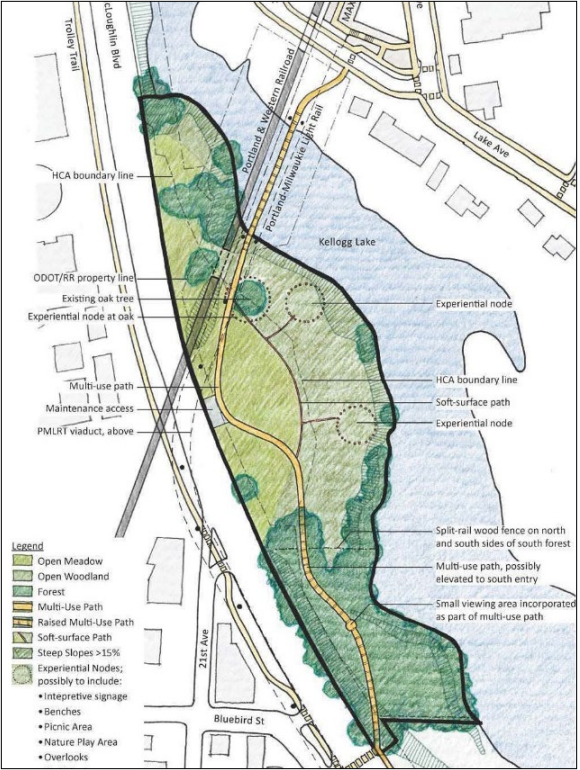 Trolley Trail
McLoughlin Blvd
MAX
Portland & Western Railroad
Portland-Milwaukie Light Rail
Lake Ave
HCA boundary line
Kellogg Lake
ODOT/RR property line
Existing oak tree
Experiential node at oak
Experiential node
Multi-use path
Maintenance access
PMLRT viaduct, above
HCA boundary line
Soft-surface path
Experiential node
Split-rail wood fence on north
and south sides of south forest
Multi-use path, possibly
elevated to south entry
Small viewing area incorporated
as part of multi-use path
Legend
Open Meadow
Open Woodland
Forest
Multi-Use Path
Raised Multi-Use Path
Soft-surface Path
Steep Slopes >15%
Experiential Nodes;
possibly to include:
•Intepretive signage
•Benches
•Picnic Area
•Nature Play Area
•Overlooks
21st Ave
Bluebird St